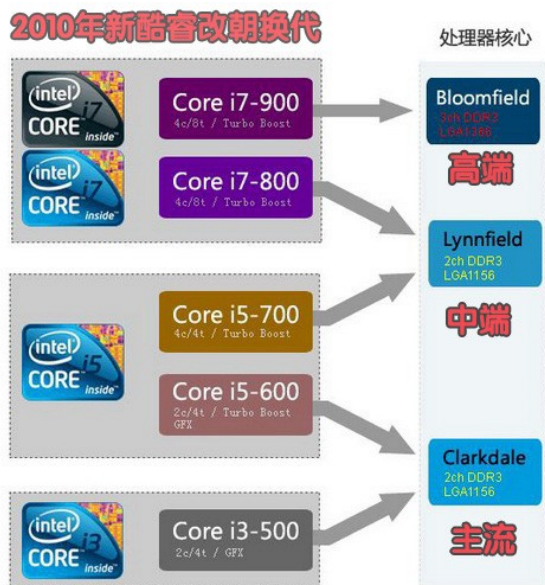 2010年新酷睿改朝换代
处理器核心
intel i7
CORE inside™
Core i7-900
4c/8t / Turbo Boost
Bloomfield
3ch DDR3
LGA1366
高端
intel i7
CORE inside™
Core i7-800
4c/8t / Turbo Boost
Lynnfield
2ch DDR3
LGA1156
中端
intel i5
CORE inside™
Core i5-700
4c/4t / Turbo Boost
Core i5-600
2c/4t / Turbo Boost
GFX
Clarkdale
2ch DDR3
LGA1156
主流
intel i3
CORE inside™
Core i3-500
2c/4t / GFX